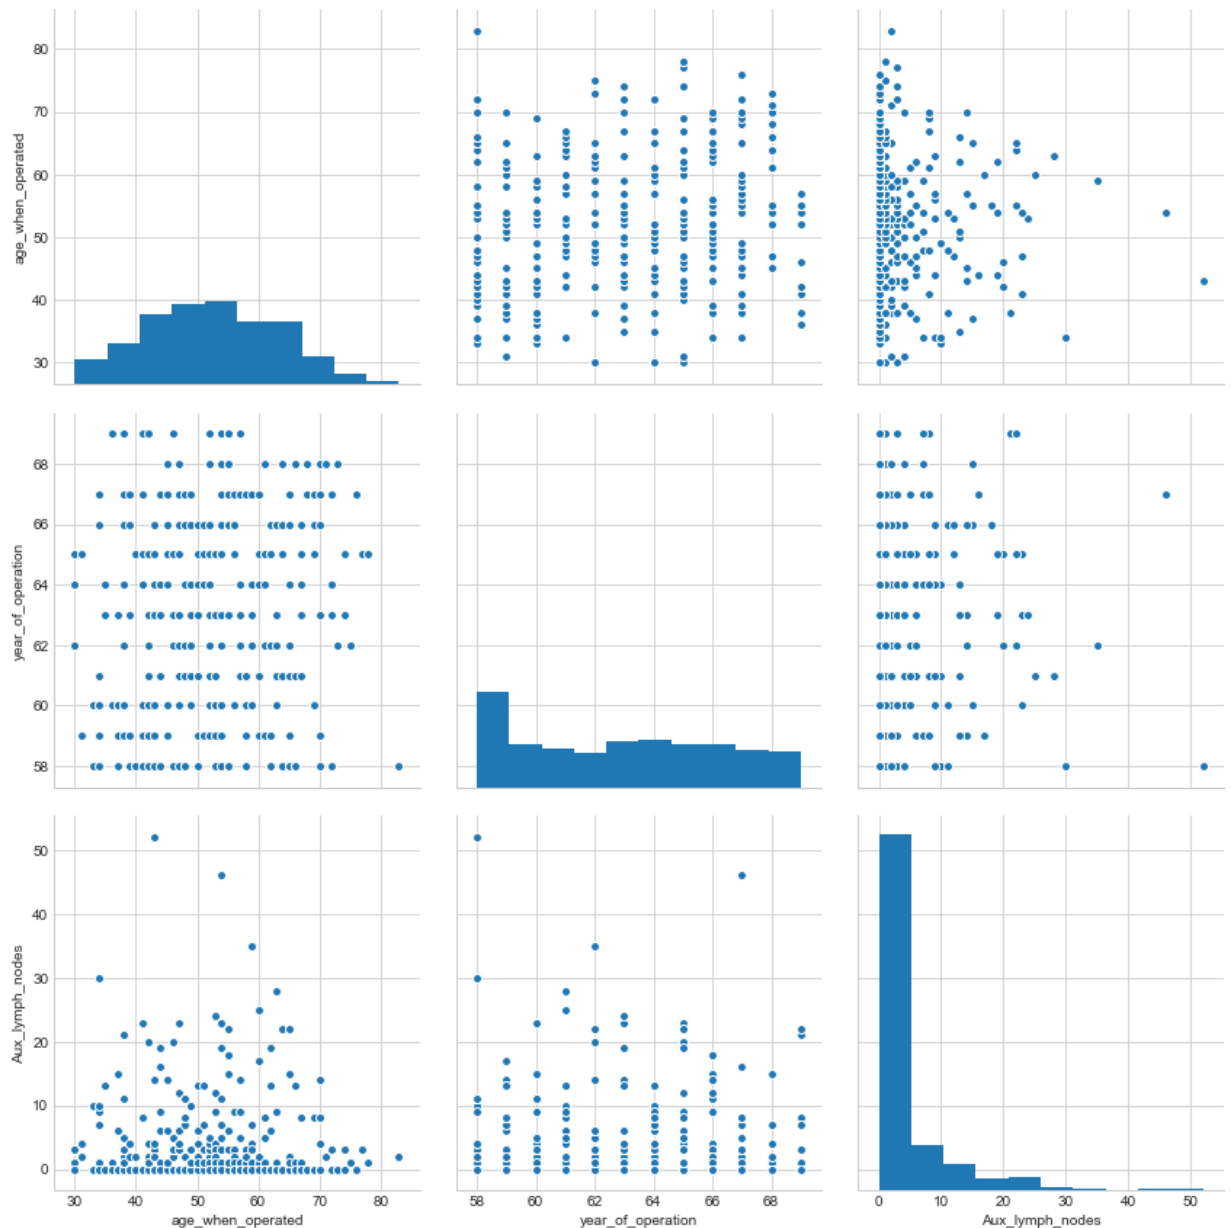 80
70
60
50
40
30
age_when_operated
68
66
64
62
60
58
year_of_operation
50
40
30
20
10
0
Aux_lymph_nodes
30 40 50 60 70 80
58 60 62 64 66 68
0 10 20 30 40 50
age_when_operated
year_of_operation
Aux_lymph_nodes